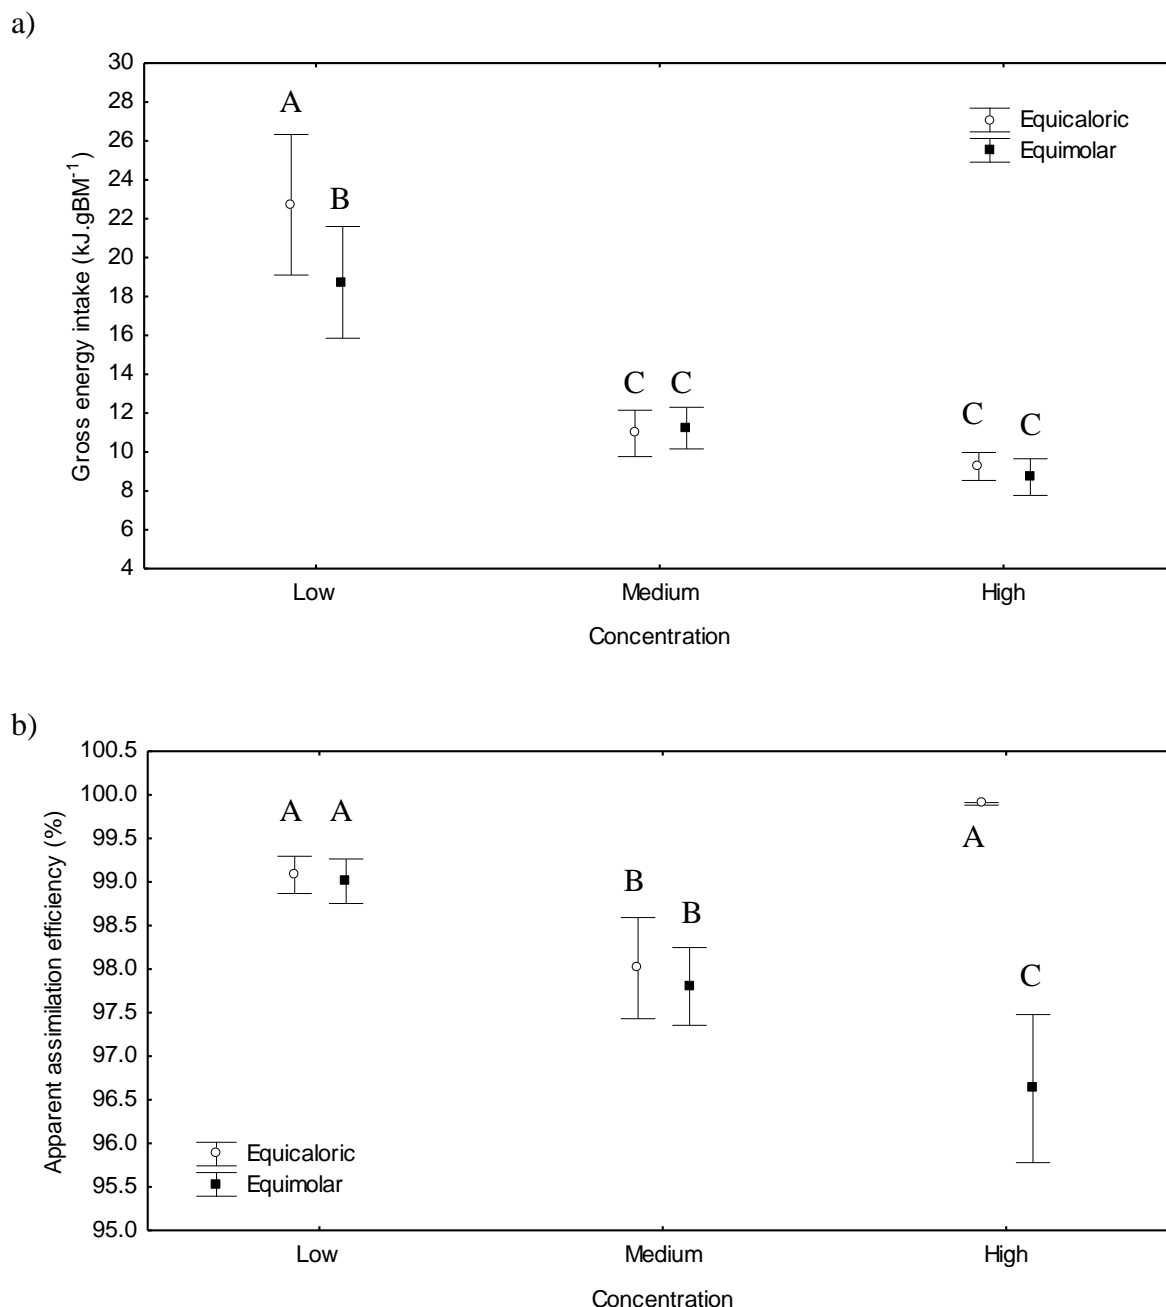 a)
30
28
26
24
22
20
18
16
14
12
10
8
6
4
Gross energy intake (kJ.gBM-1)
A
B
C C
C C
Equicaloric
Equimolar
Low Medium High
Concentration
b)
100.5
100.0
99.5
99.0
98.5
98.0
97.5
97.0
96.5
96.0
95.5
95.0
Apparent assimilation efficiency (%)
A A
B
B
A
C
Equicaloric
Equimolar
Low Medium High
Concentration